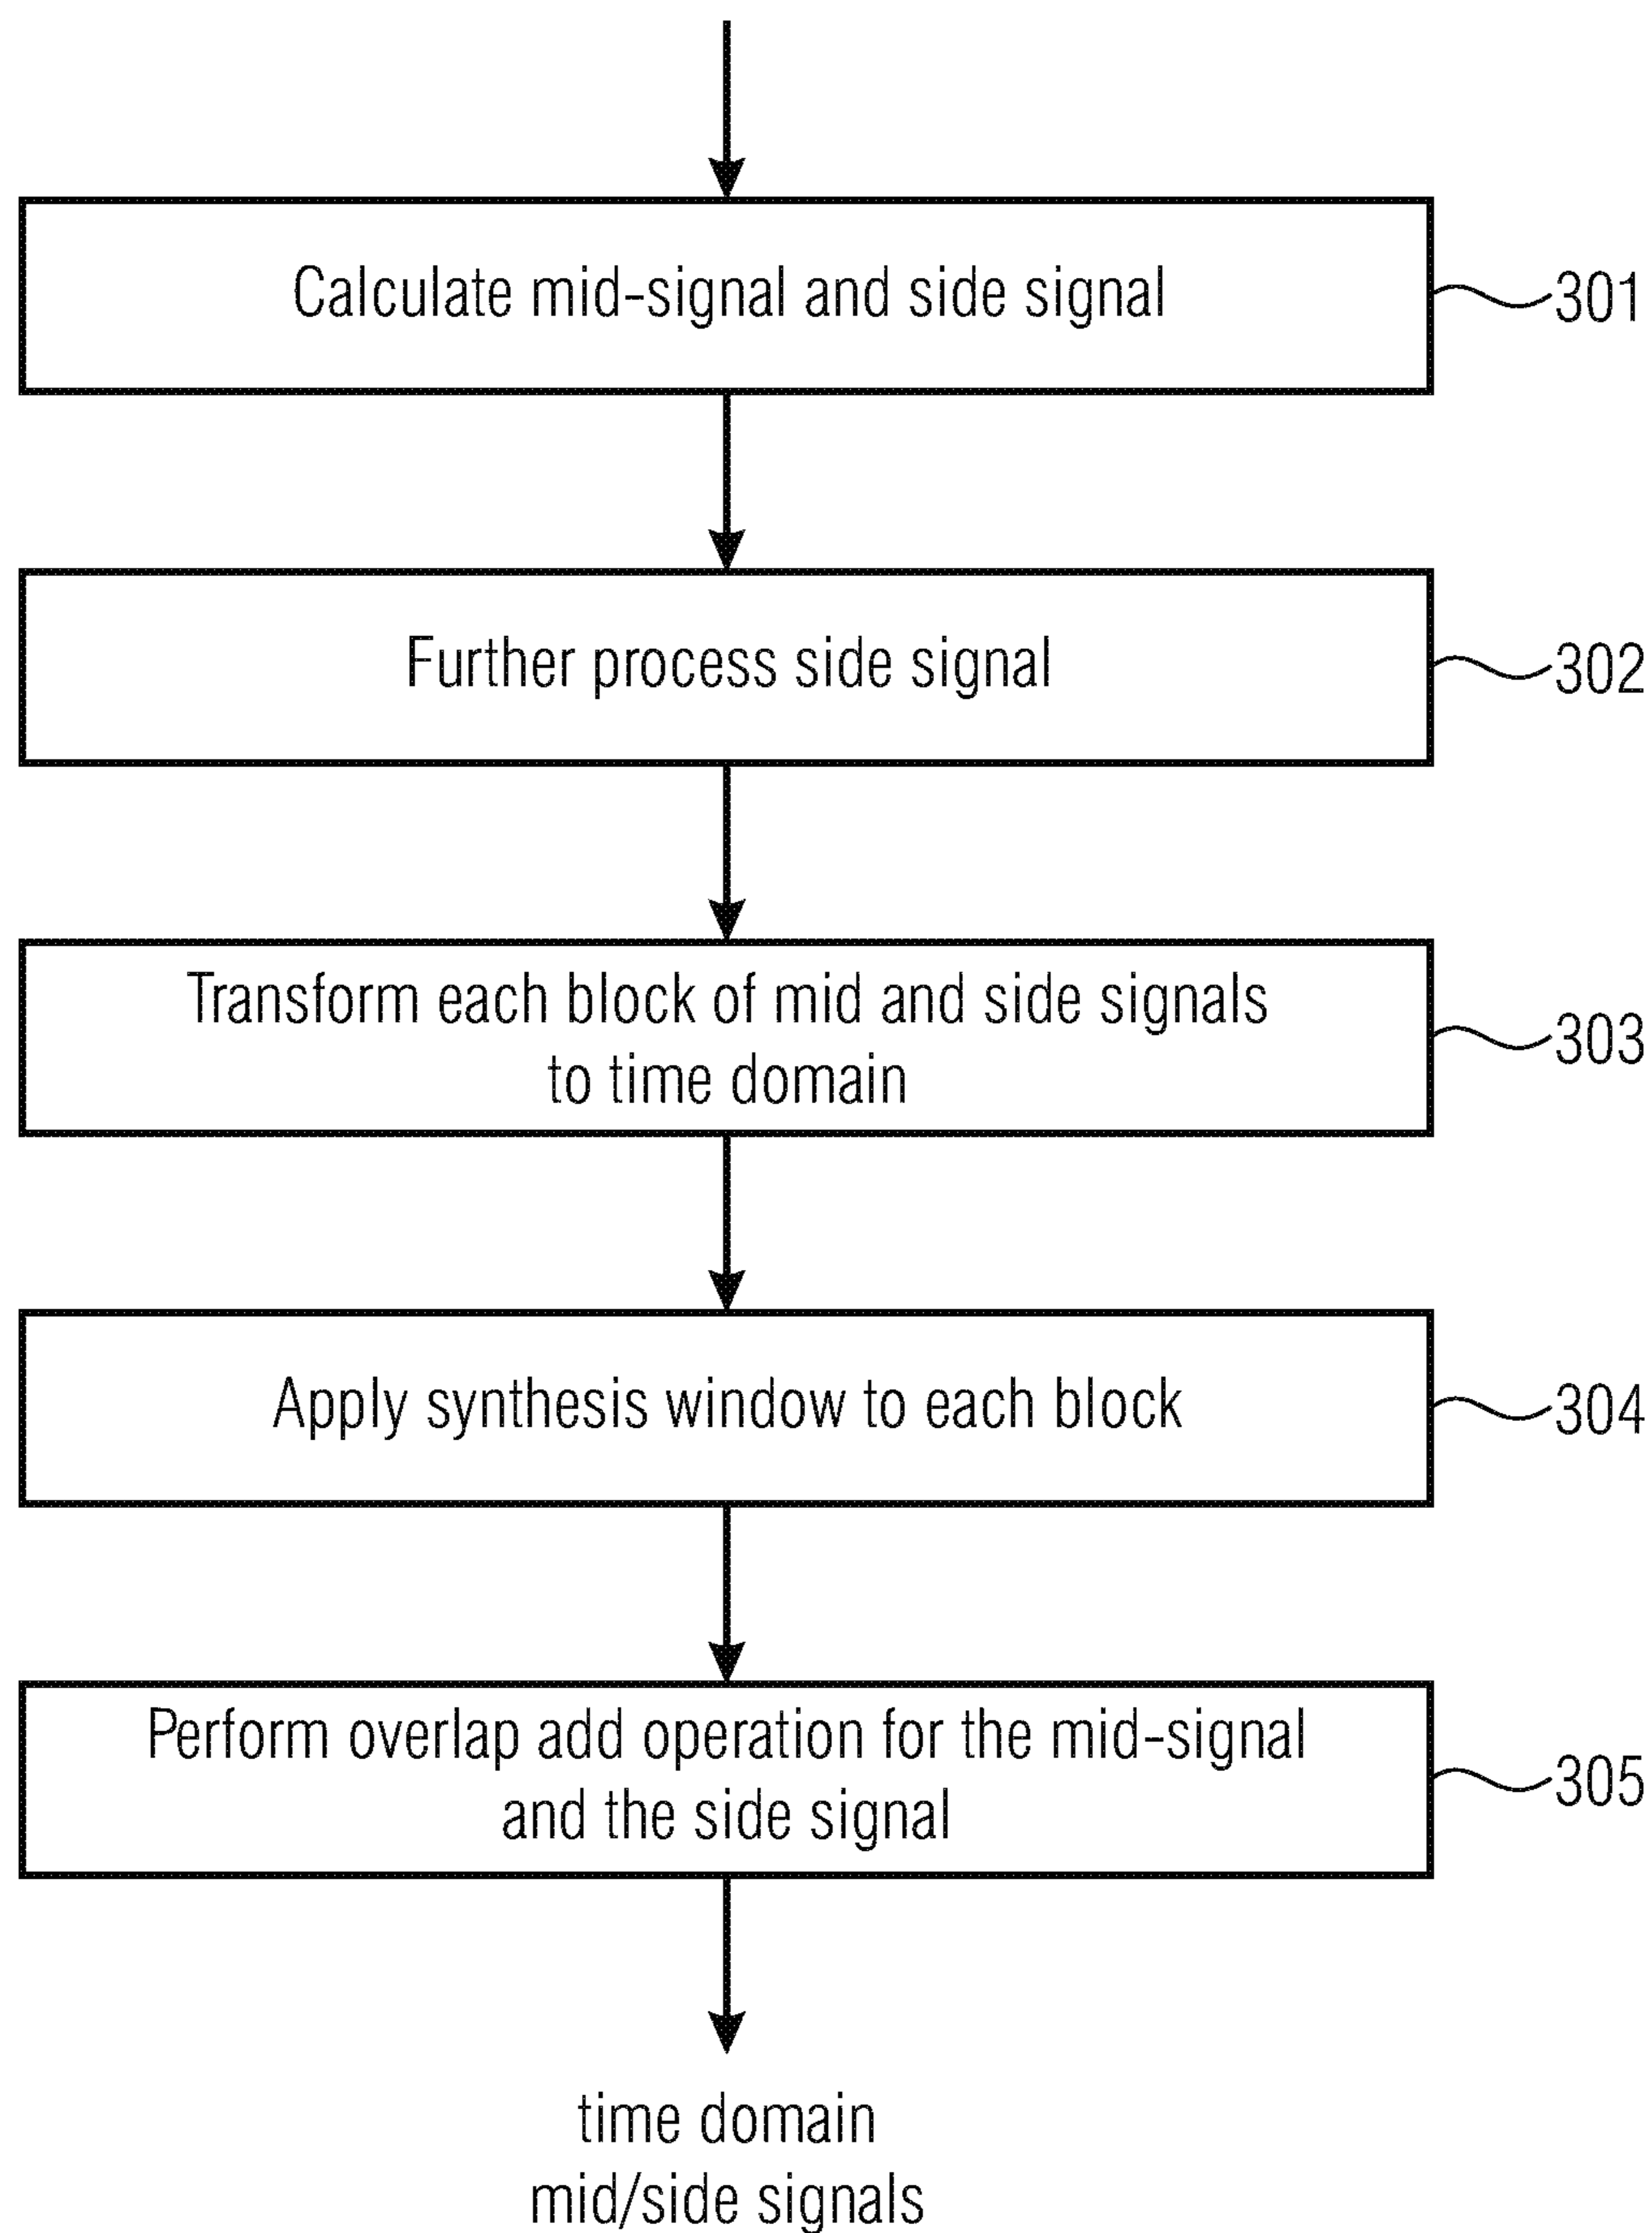 Calculate mid-signal and side signal
301
Further process side signal
302
Transform each block of mid and side signals
to time domain
303
Apply synthesis window to each block
304
Perform overlap add operation for the mid-signal
and the side signal
305
time domain
mid/side signals